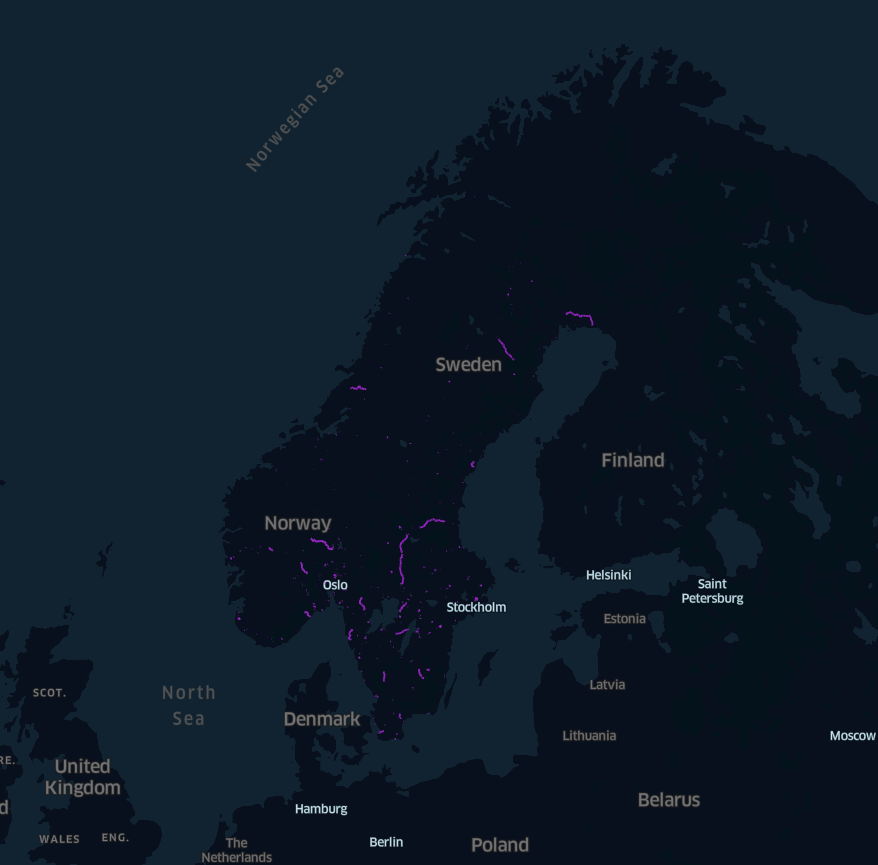 Norwegian Sea
Sweden
Finland
Norway
Helsinki
Oslo
Saint
Petersburg
Stockholm
Estonia
Latvia
SCOT.
North
Sea
Denmark
Lithuania
Moscow
RE.
United
Kingdom
d
Belarus
Hamburg
WALES
ENG.
The
Netherlands
Berlin
Poland